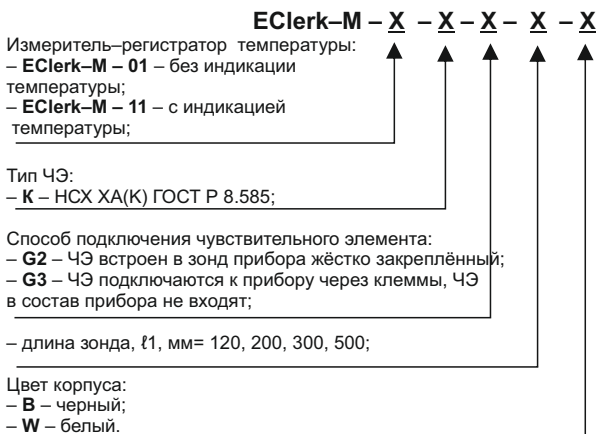 EClerk–M – X – X – X – X – X
Измеритель–регистратор температуры:
– EClerk–M – 01 – без индикации
температуры;
– EClerk–M – 11 – с индикацией
температуры;
Тип ЧЭ:
– К – НСХ ХА(K) ГОСТ Р 8.585;
Способ подключения чувствительного элемента:
– G2 – ЧЭ встроен в зонд прибора жёстко закреплённый;
– G3 – ЧЭ подключаются к прибору через клеммы, ЧЭ
в состав прибора не входят;
– длина зонда, ℓ1, мм= 120, 200, 300, 500;
Цвет корпуса:
– B – черный;
– W – белый.